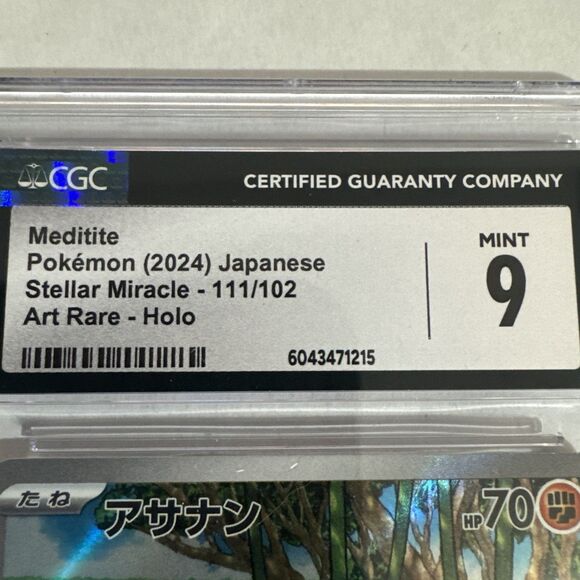 CGC
CERTIFIED GUARANTY COMPANY
Meditite
Pokémon (2024) Japanese
Stellar Miracle - 111/102
Art Rare - Holo
MINT
9
6043471215
たね
アサナン
HP70